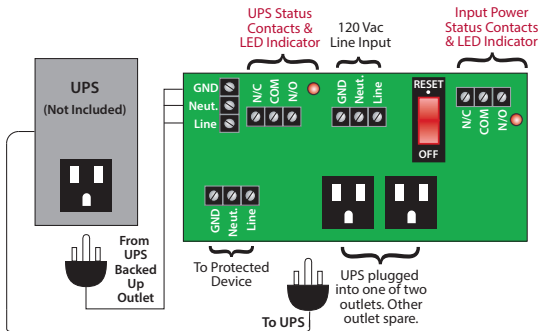 UPS Status
Contacts &
LED Indicator
120 Vac
Line Input
Input Power
Status Contacts
& LED Indicator
UPS
(Not Included)
GND
Neut.
Line
N/C
COM
N/O
GND
Neut.
Line
RESET
OFF
N/C
COM
N/O
GND
Neut.
Line
From
UPS
Backed
Up
Outlet
To Protected
Device
To UPS
UPS plugged
into one of two
outlets. Other
outlet spare.